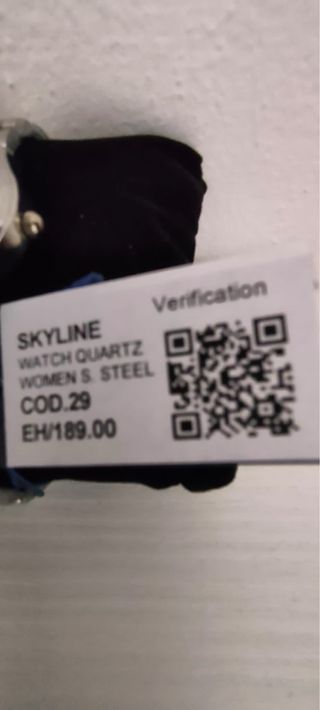 Verification
SKYLINE
WATCH QUARTZ
WOMEN S. STEEL
COD.29
EH/189.00